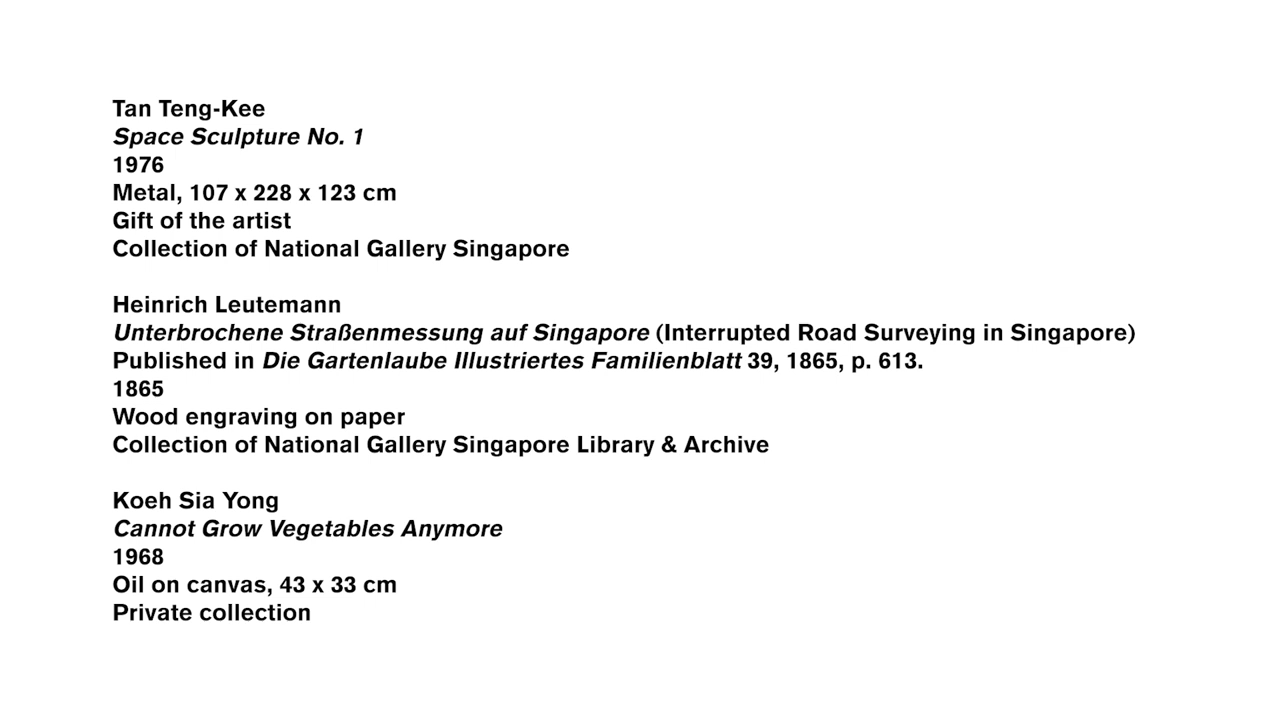 Tan Teng-Kee
Space Sculpture No. 1
1976
Metal, 107 x 228 x 123 cm
Gift of the artist
Collection of National Gallery Singapore
Heinrich Leutemann
Unterbrochene Straßenmessung auf Singapore (Interrupted Road Surveying in Singapore)
Published in Die Gartenlaube Illustriertes Familienblatt 39, 1865, p. 613.
1865
Wood engraving on paper
Collection of National Gallery Singapore Library & Archive
Koeh Sia Yong
Cannot Grow Vegetables Anymore
1968
Oil on canvas, 43 x 33 cm
Private collection